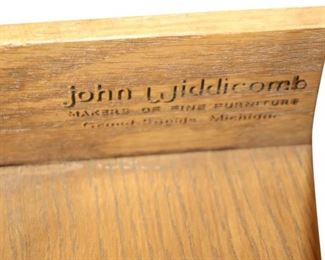 john widdicomb
MAKERS OF FINE FURNITURE
Grand Rapids, Michigan